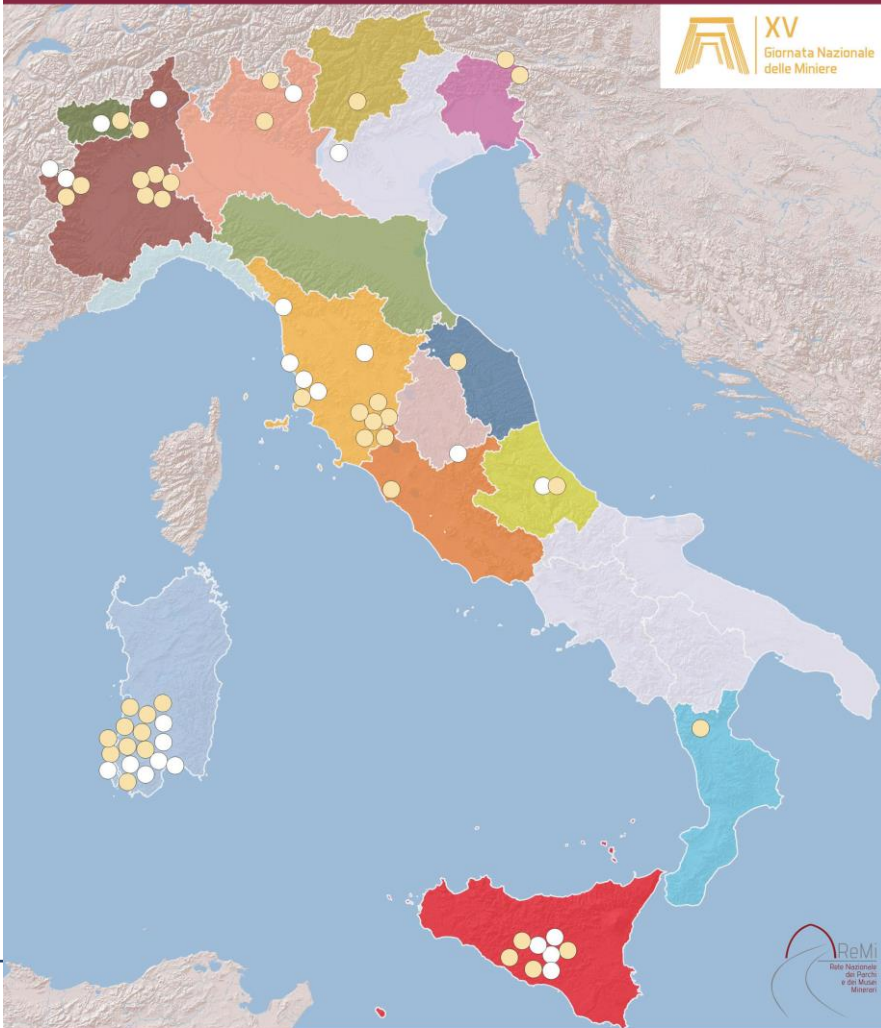 XV
Giornata Nazionale
delle Miniere
ReMi
Rete Nazionale
dei Parchi
e dei Musei
Minerari